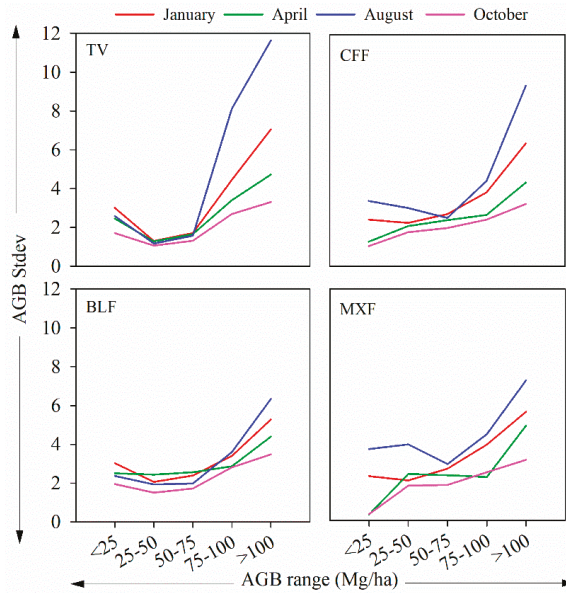 January April August October
TV
12
10
8
6
4
2
0
CFF
BLF
12
10
8
6
4
2
0
MXF
AGB Stdev
<25 25-50 50-75 75-100 >100
<25 25-50 50-75 75-100 >100
AGB range (Mg/ha)